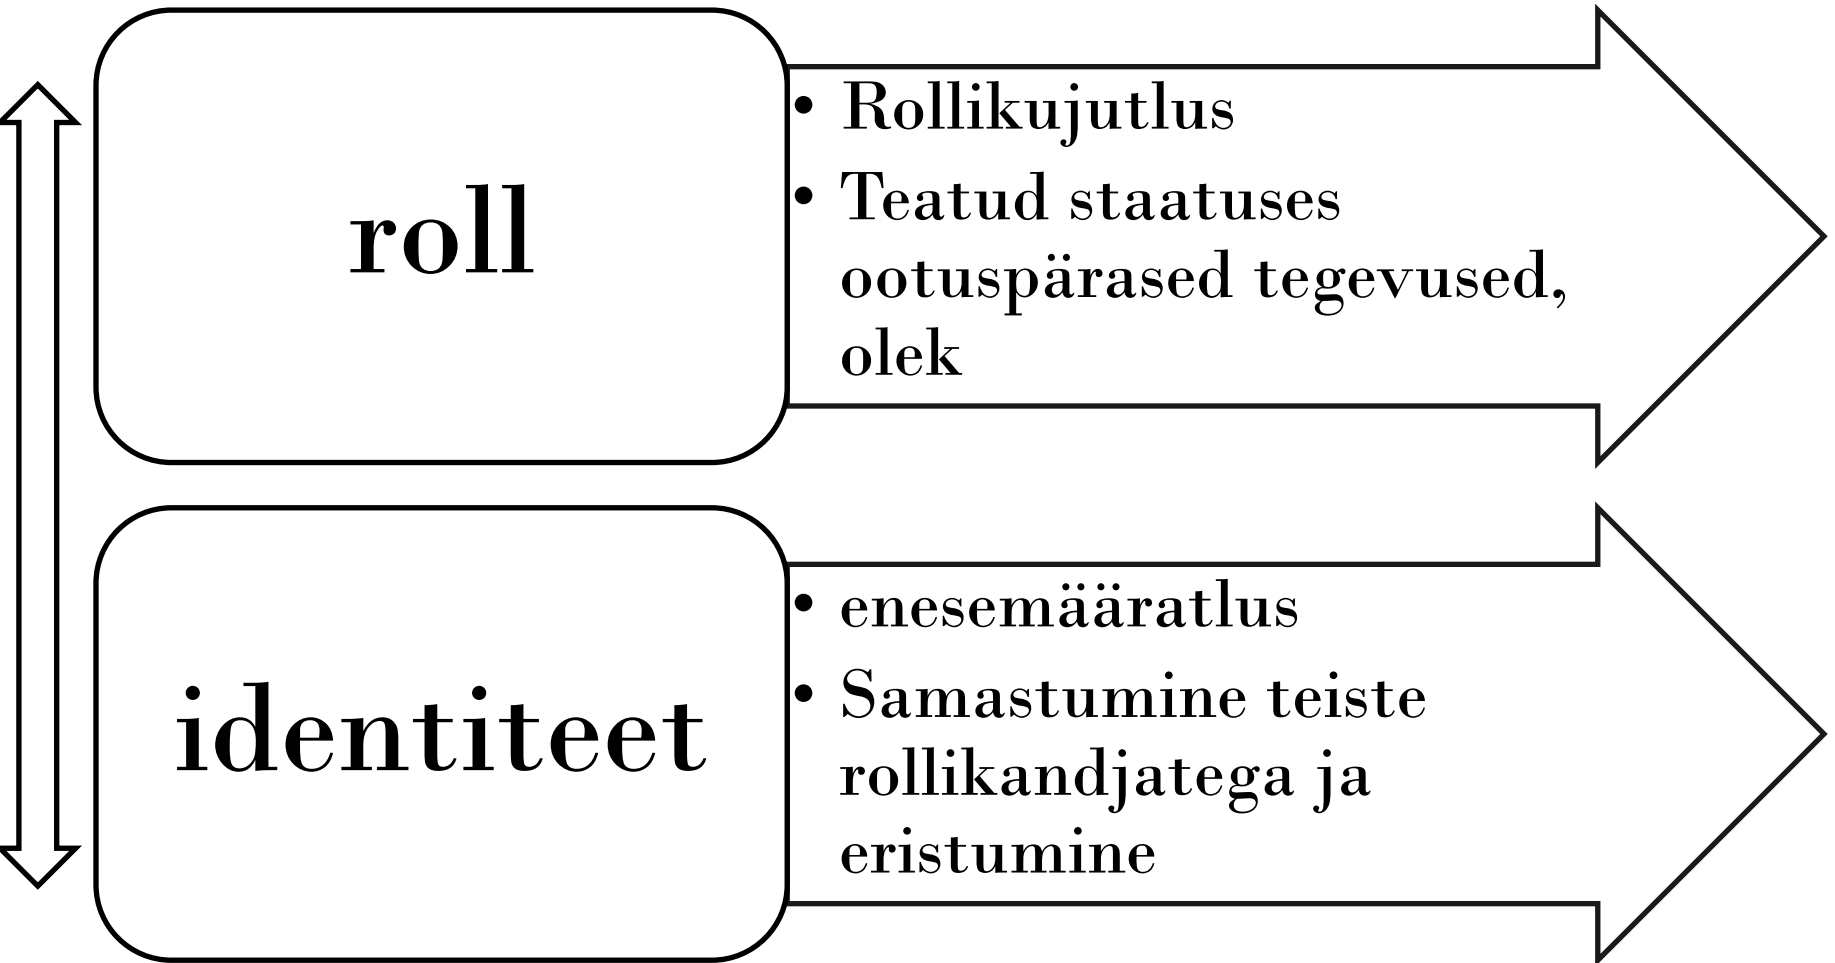 roll
• Rollikujutlus
• Teatud staatuses
ootuspärased tegevused,
olek
identiteet
• enesemääratlus
• Samastumine teiste
rollikandjatega ja
eristumine